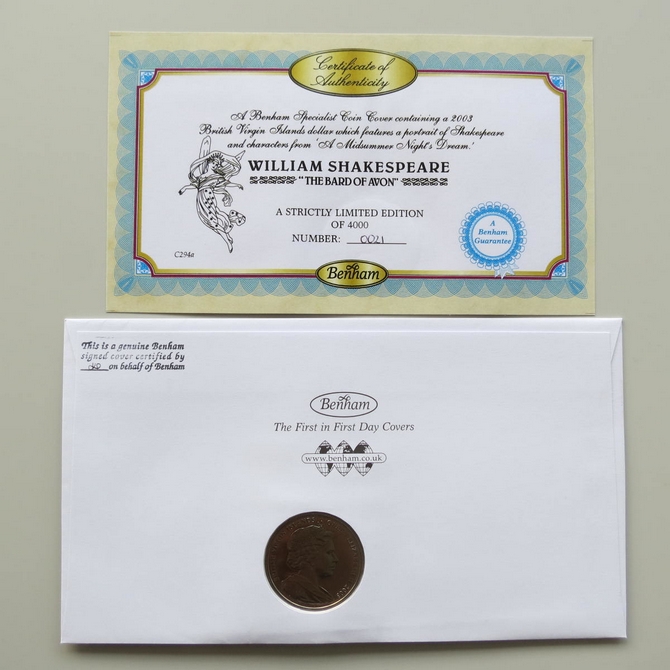 Certificate of
Authenticity
A Benham Specialist Coin Cover containing a 2003
British Virgin Islands dollar which features a portrait of Shakespeare
and characters from 'A Midsummer Night's Dream.'
WILLIAM SHAKESPEARE
"THE BARD OF AVON"
A STRICTLY LIMITED EDITION
OF 4000
NUMBER: 0021
A
Benham
Guarantee
C294a
Benham
This is a genuine Benham
signed cover certified by
on behalf of Benham
Benham
The First in First Day Covers
www.benham.co.uk